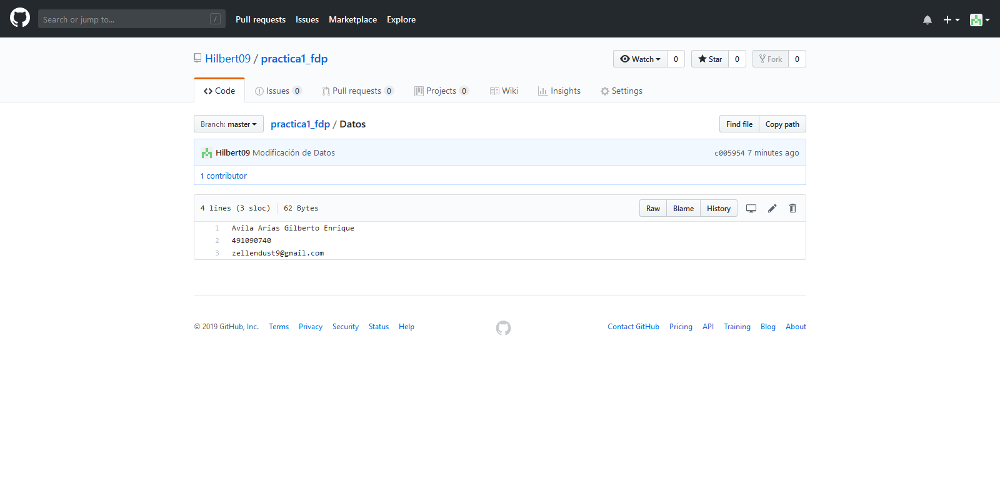 Search or jump to... /
Pull requests Issues Marketplace Explore
Hilbert09 / practica1_fdp
Watch 0 Star 0 Fork 0
Code Issues 0 Pull requests 0 Projects 0 Wiki Insights Settings
Branch: master practica1_fdp / Datos Find file Copy path
Hilbert09 Modificación de Datos c005954 7 minutes ago
1 contributor
4 lines (3 sloc) 62 Bytes Raw Blame History
1 Avila Arias Gilberto Enrique
2 491090740
3 zellendust9@gmail.com
© 2019 GitHub, Inc. Terms Privacy Security Status Help Contact GitHub Pricing API Training Blog About